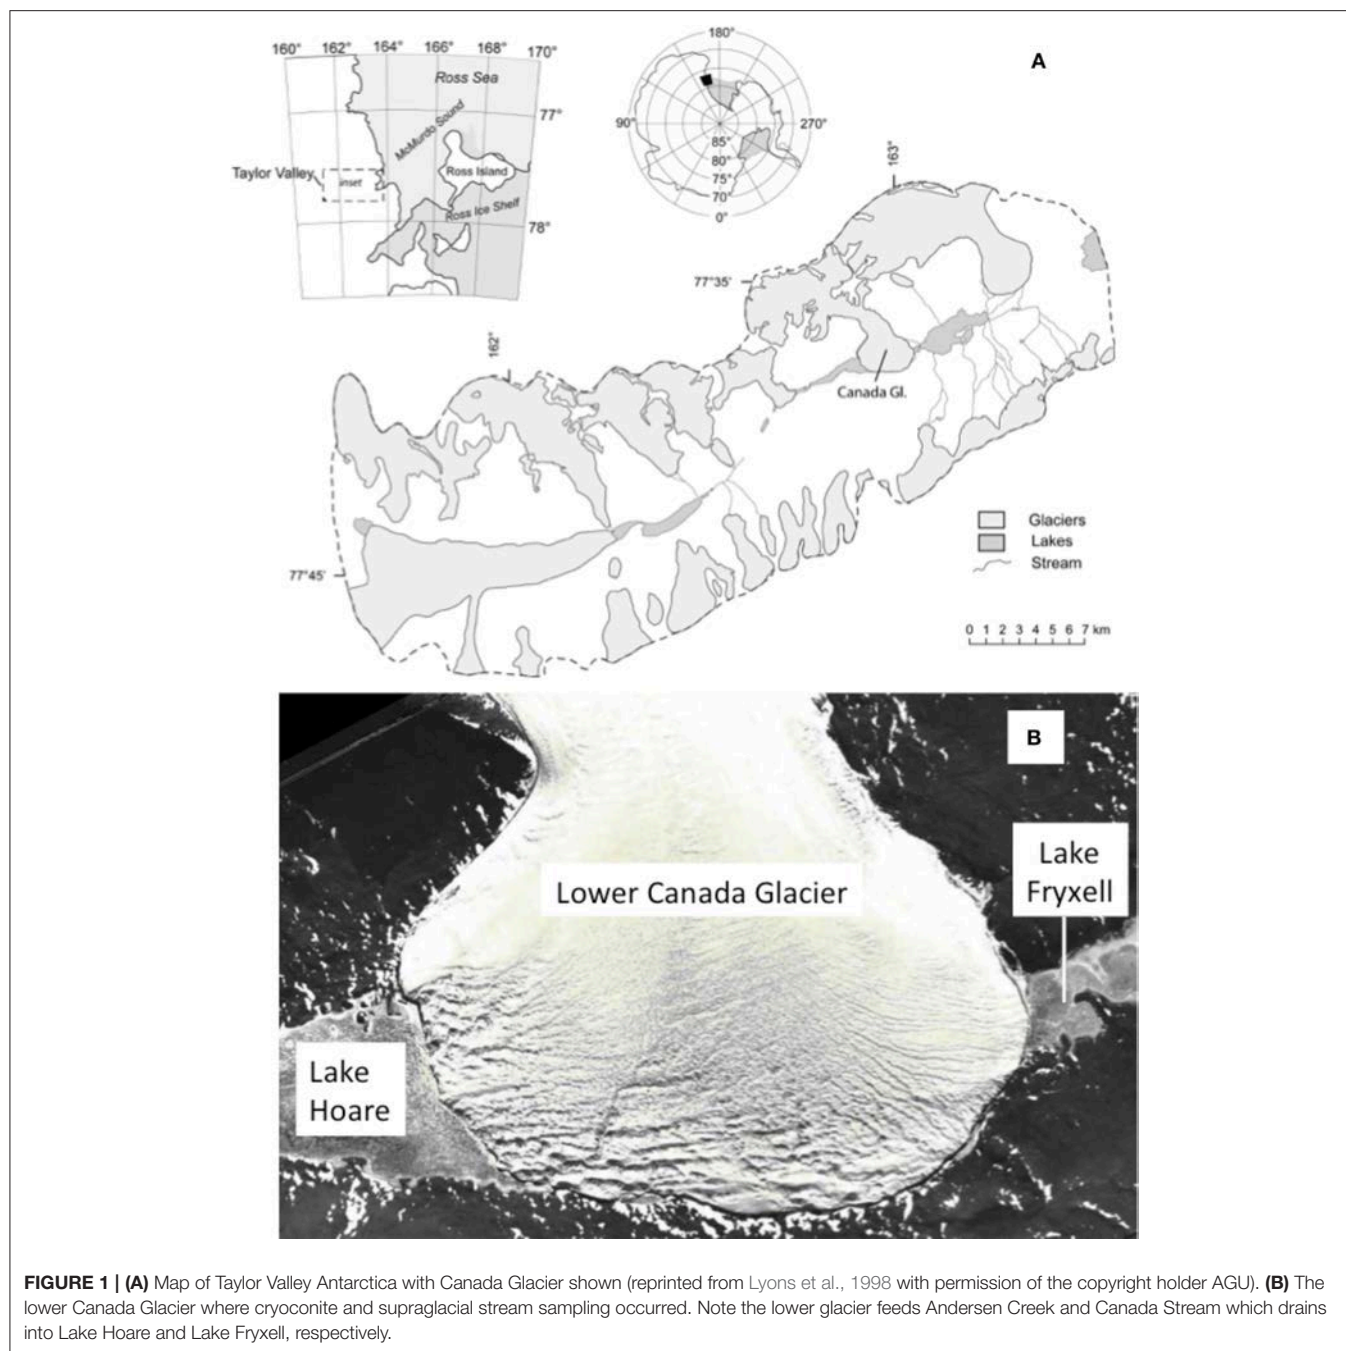 A
160° 162° 164° 166° 168° 170°
Ross Sea
77°
McMurdo Sound
Taylor Valley
inset
Ross Island
Ross Ice Shelf
78°
180°
90°
270°
85°
80°
75°
70°
0°
163°
77°35'
162°
Canada Gl.
77°45'
Glaciers
Lakes
Stream
0 1 2 3 4 5 6 7 km
B
Lake
Fryxell
Lower Canada Glacier
Lake
Hoare
FIGURE 1 | (A) Map of Taylor Valley Antarctica with Canada Glacier shown (reprinted from Lyons et al., 1998 with permission of the copyright holder AGU). (B) The
lower Canada Glacier where cryoconite and supraglacial stream sampling occurred. Note the lower glacier feeds Andersen Creek and Canada Stream which drains
into Lake Hoare and Lake Fryxell, respectively.